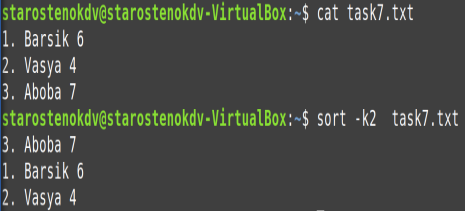 starostenokdv@starostenokdv-VirtualBox:~$ cat task7.txt
1. Barsik 6
2. Vasya 4
3. Aboba 7
starostenokdv@starostenokdv-VirtualBox:~$ sort -k2  task7.txt
3. Aboba 7
1. Barsik 6
2. Vasya 4